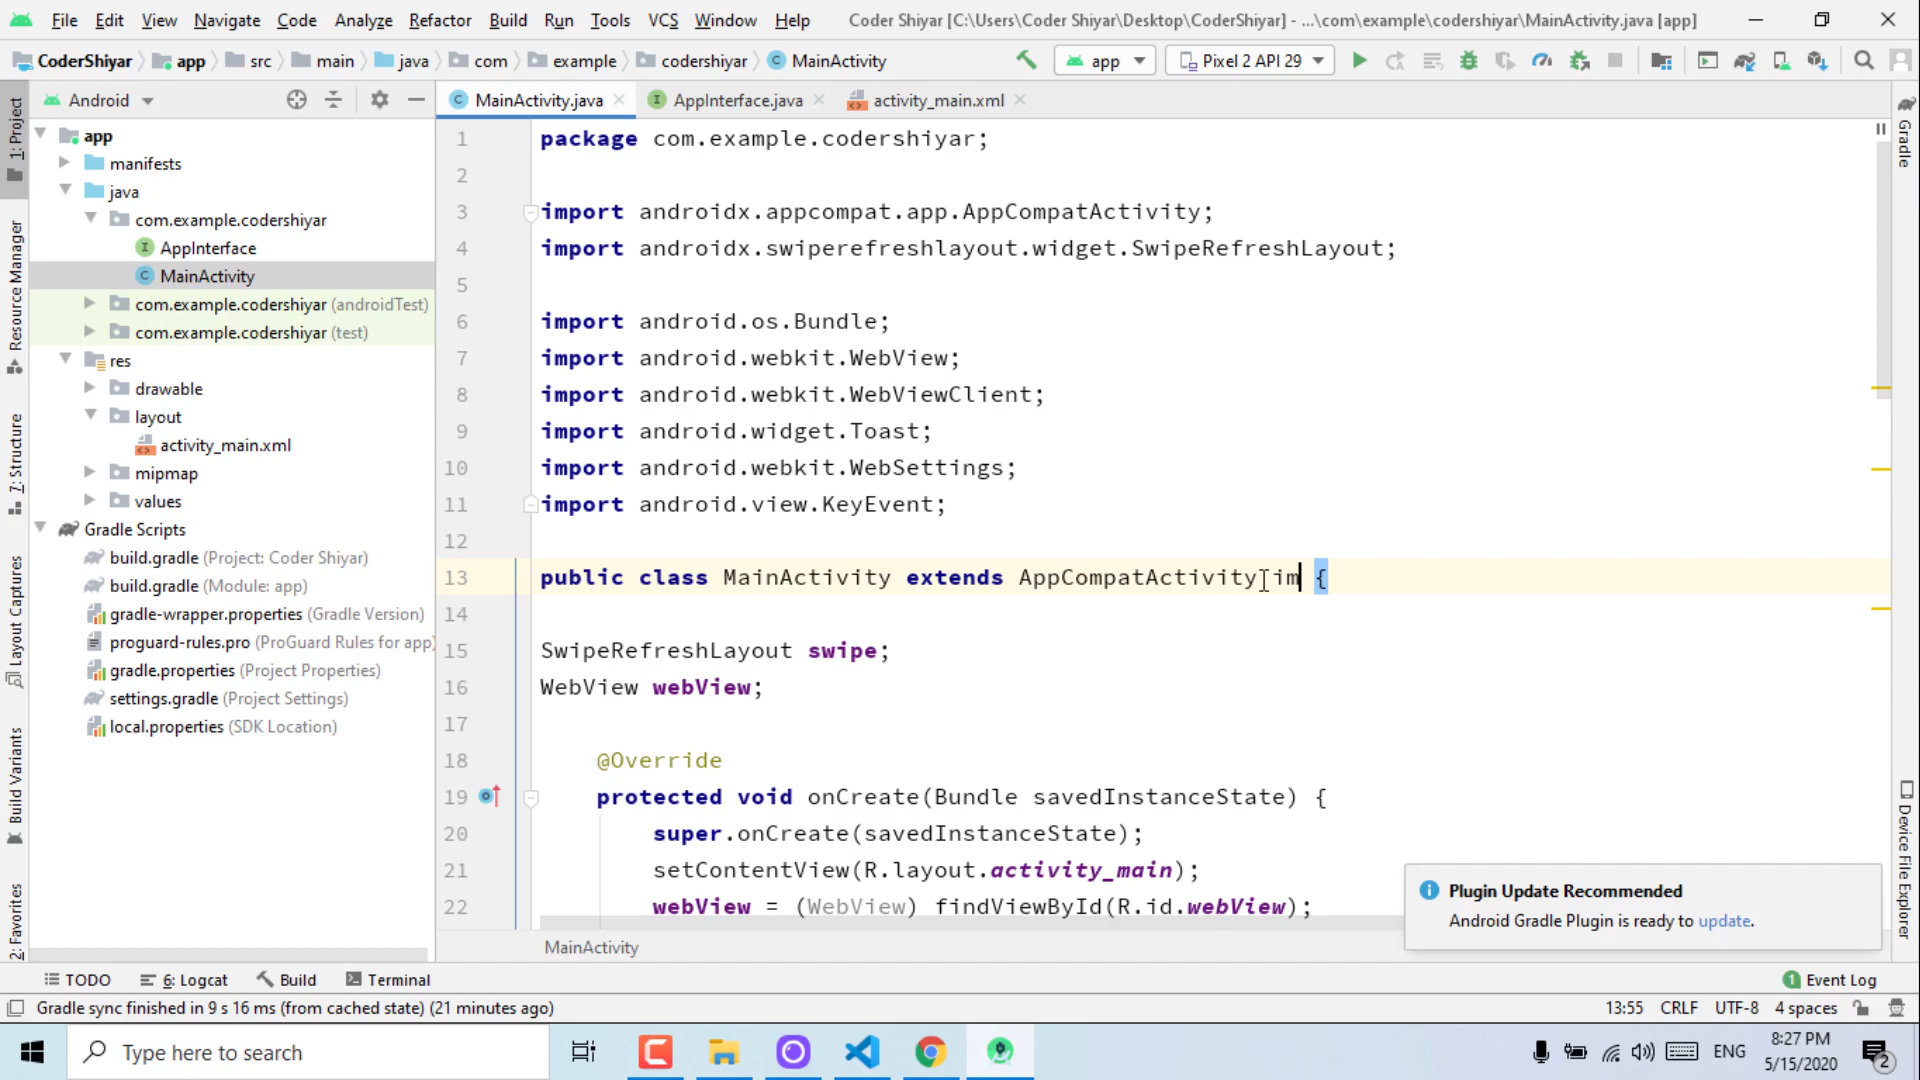 File Edit View Navigate Code Analyze Refactor Build Run Tools VCS Window Help Coder Shiyar [C:\Users\Coder Shiyar\Desktop\CoderShiyar] - ...\com\example\codershiyar\MainActivity.java [app]
CoderShiyar app src main java com example codershiyar MainActivity app Pixel 2 API 29
Android
MainActivity.java AppInterface.java activity_main.xml
1: Project
Resource Manager
7: Structure
Layout Captures
Build Variants
2: Favorites
app
manifests
java
com.example.codershiyar
AppInterface
MainActivity
com.example.codershiyar (androidTest)
com.example.codershiyar (test)
res
drawable
layout
activity_main.xml
mipmap
values
Gradle Scripts
build.gradle (Project: Coder Shiyar)
build.gradle (Module: app)
gradle-wrapper.properties (Gradle Version)
proguard-rules.pro (ProGuard Rules for app)
gradle.properties (Project Properties)
settings.gradle (Project Settings)
local.properties (SDK Location)
1 package com.example.codershiyar;
2
3 import androidx.appcompat.app.AppCompatActivity;
4 import androidx.swiperefreshlayout.widget.SwipeRefreshLayout;
5
6 import android.os.Bundle;
7 import android.webkit.WebView;
8 import android.webkit.WebViewClient;
9 import android.widget.Toast;
10 import android.webkit.WebSettings;
11 import android.view.KeyEvent;
12
13 public class MainActivity extends AppCompatActivity im {
14
15 SwipeRefreshLayout swipe;
16 WebView webView;
17
18 @Override
19 protected void onCreate(Bundle savedInstanceState) {
20 super.onCreate(savedInstanceState);
21 setContentView(R.layout.activity_main);
22 webView = (WebView) findViewById(R.id.webView);
MainActivity
Gradle
Device File Explorer
Plugin Update Recommended
Android Gradle Plugin is ready to update.
TODO 6: Logcat Build Terminal 1 Event Log
Gradle sync finished in 9 s 16 ms (from cached state) (21 minutes ago) 13:55 CRLF UTF-8 4 spaces
Type here to search
ENG
8:27 PM
5/15/2020
2